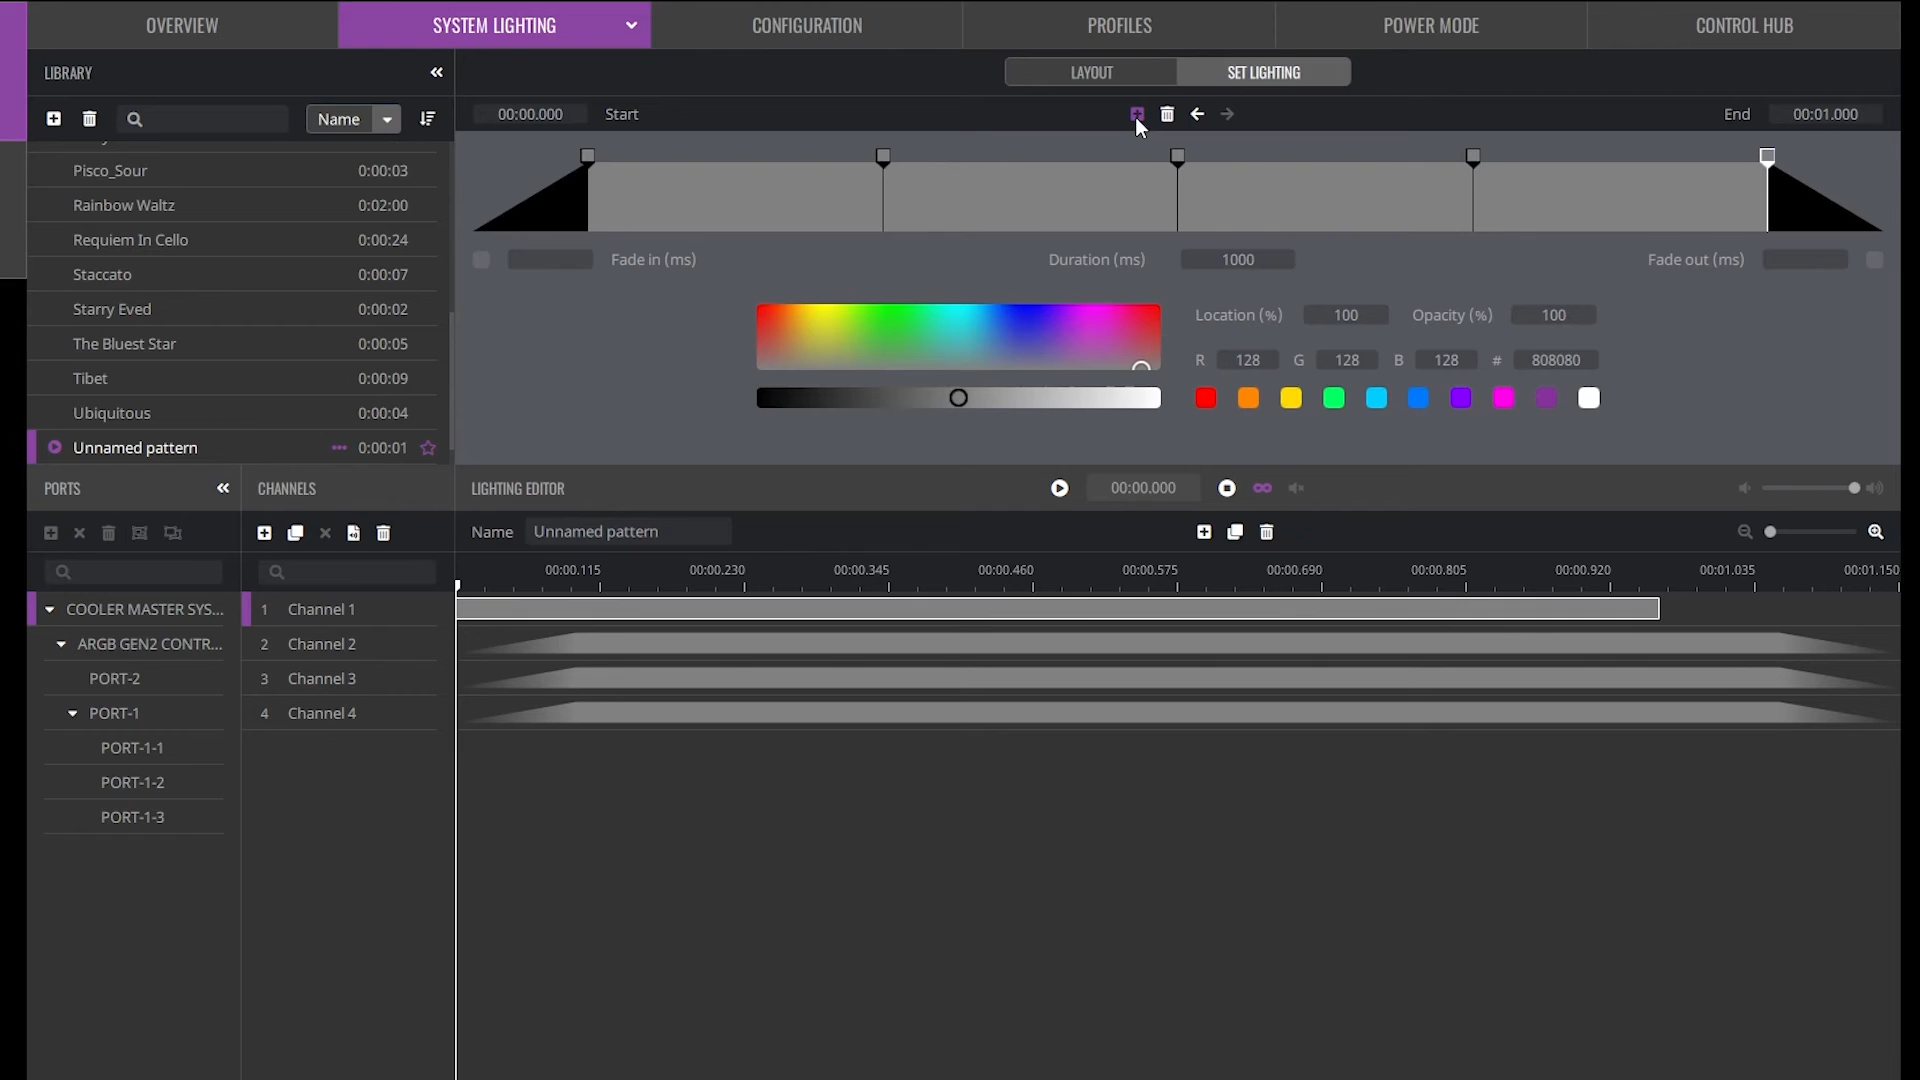 OVERVIEW
SYSTEM LIGHTING
CONFIGURATION
PROFILES
POWER MODE
CONTROL HUB
LIBRARY
LAYOUT
SET LIGHTING
Name
00:00.000
Start
End
00:01.000
Pisco_Sour 0:00:03
Rainbow Waltz 0:02:00
Requiem In Cello 0:00:24
Staccato 0:00:07
Starry Eved 0:00:02
The Bluest Star 0:00:05
Tibet 0:00:09
Ubiquitous 0:00:04
Unnamed pattern ••• 0:00:01
Fade in (ms)
Duration (ms) 1000
Fade out (ms)
Location (%) 100 Opacity (%) 100
R 128 G 128 B 128 # 808080
PORTS
CHANNELS
LIGHTING EDITOR
00:00.000
Name Unnamed pattern
00:00.115 00:00.230 00:00.345 00:00.460 00:00.575 00:00.690 00:00.805 00:00.920 00:01.035 00:01.150
COOLER MASTER SYS...
ARGB GEN2 CONTR...
PORT-2
PORT-1
PORT-1-1
PORT-1-2
PORT-1-3
1 Channel 1
2 Channel 2
3 Channel 3
4 Channel 4